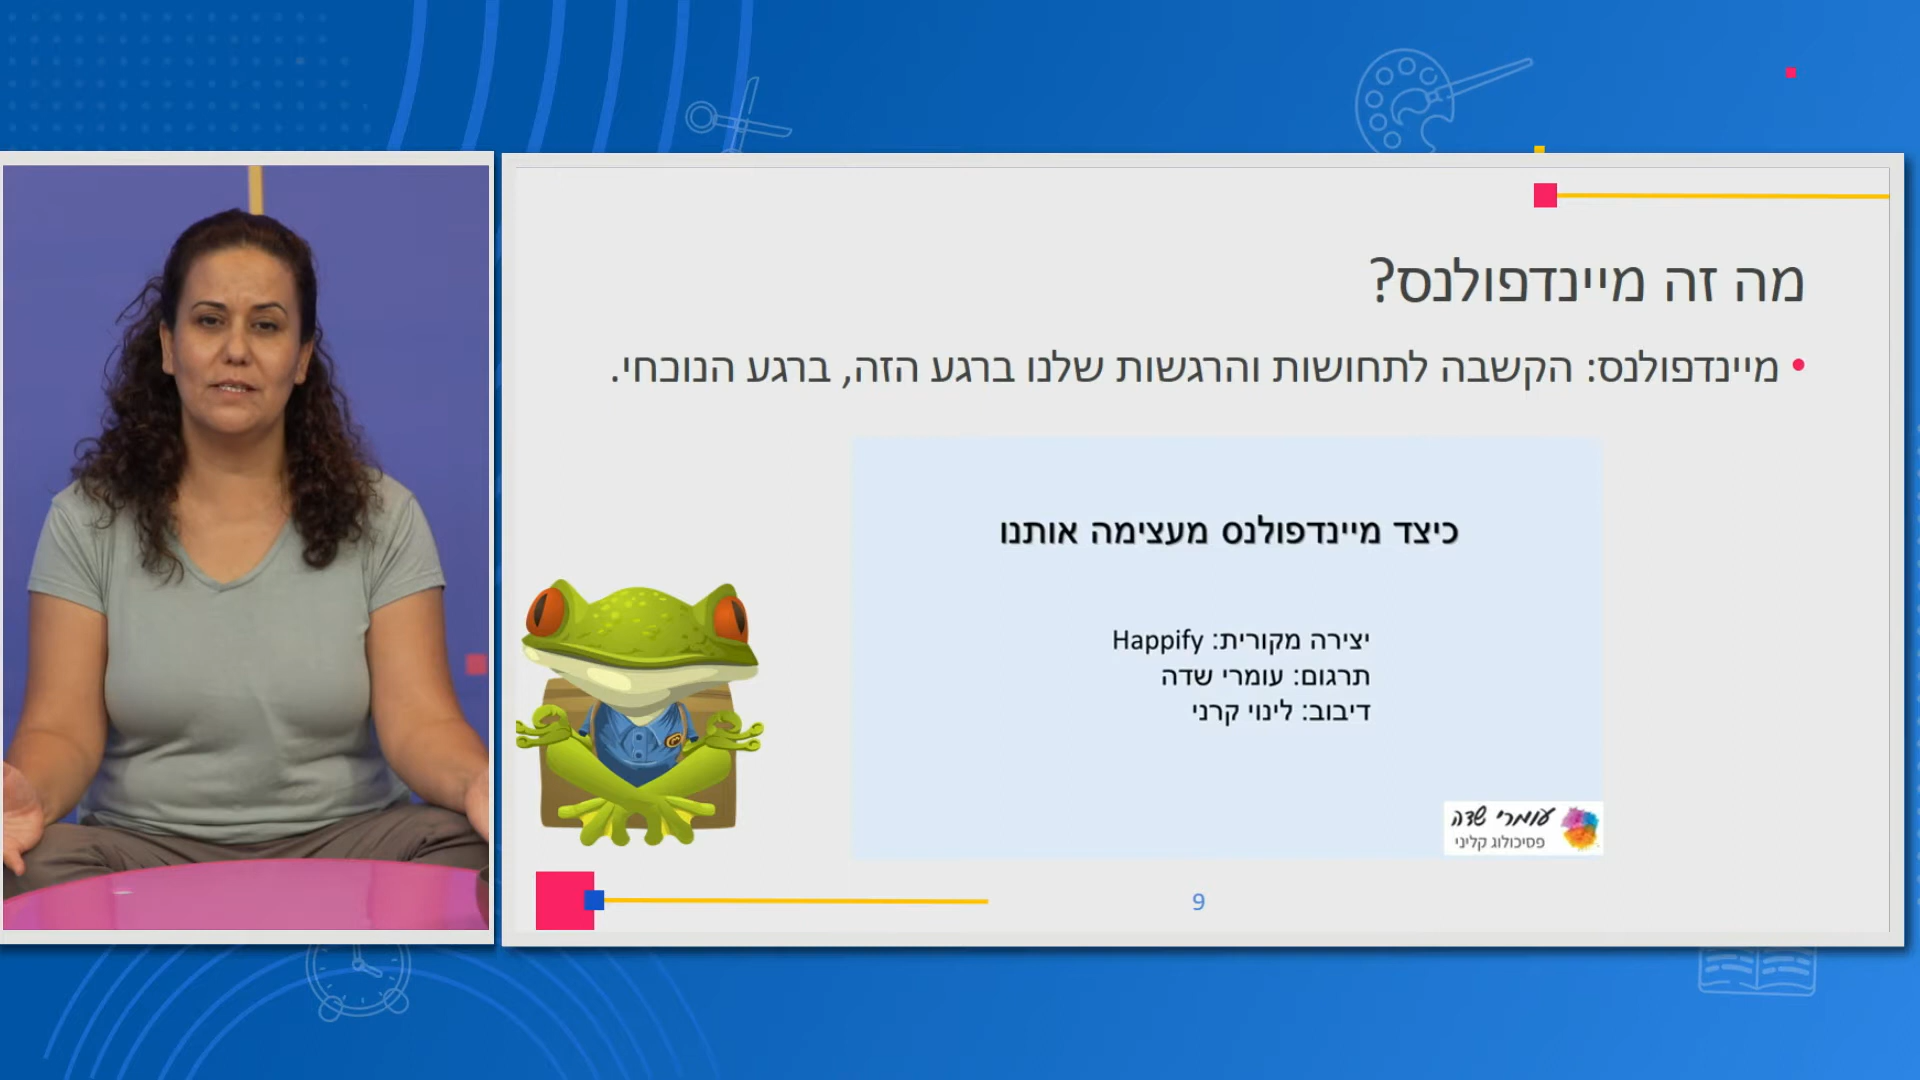 מה זה מיינדפולנס?
• מיינדפולנס: הקשבה לתחושות והרגשות שלנו ברגע הזה, ברגע הנוכחי.
כיצד מיינדפולנס מעצימה אותנו
יצירה מקורית: Happify
תרגום: עומרי שדה
דיבוב: לינוי קרני
עומרי שדה
פסיכולוג קליני
9